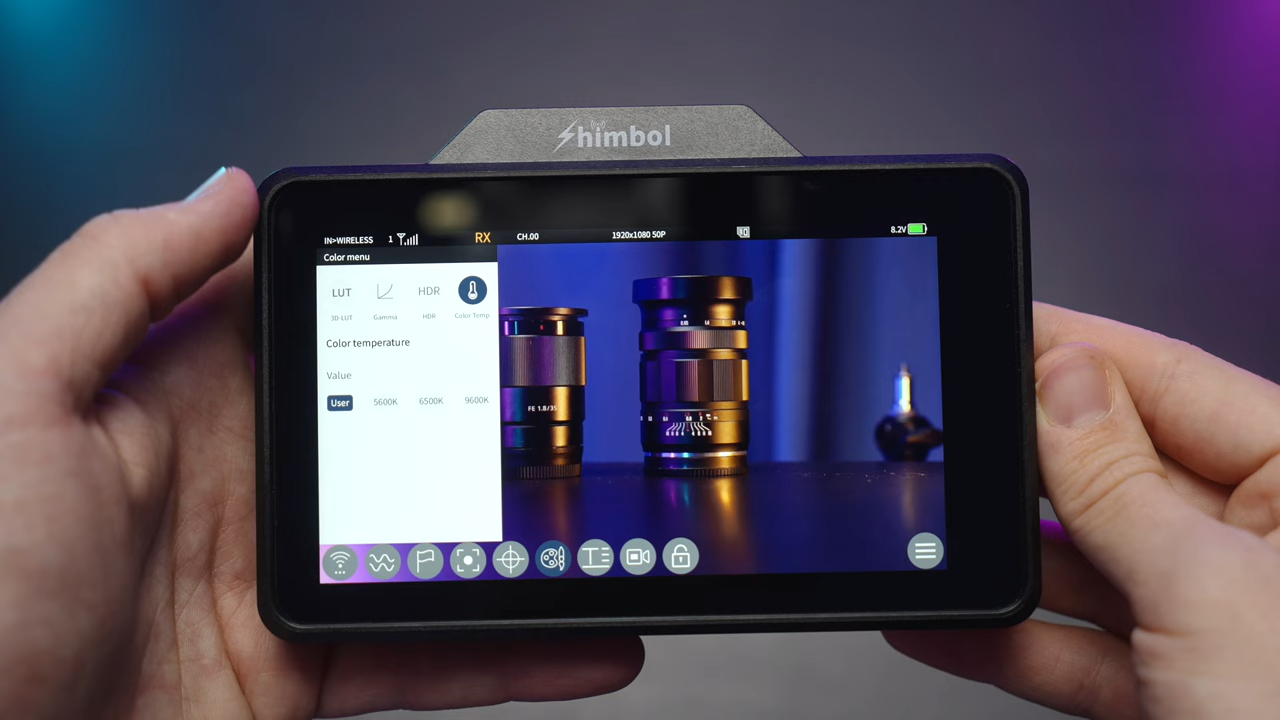 Shimbol
IN>WIRELESS 1 RX CH.00 1920x1080 50P 8.2V
Color menu
LUT HDR
3D-LUT Gamma HDR Color Temp
Color temperature
Value
User 5600K 6500K 9600K
FE 1.8/35